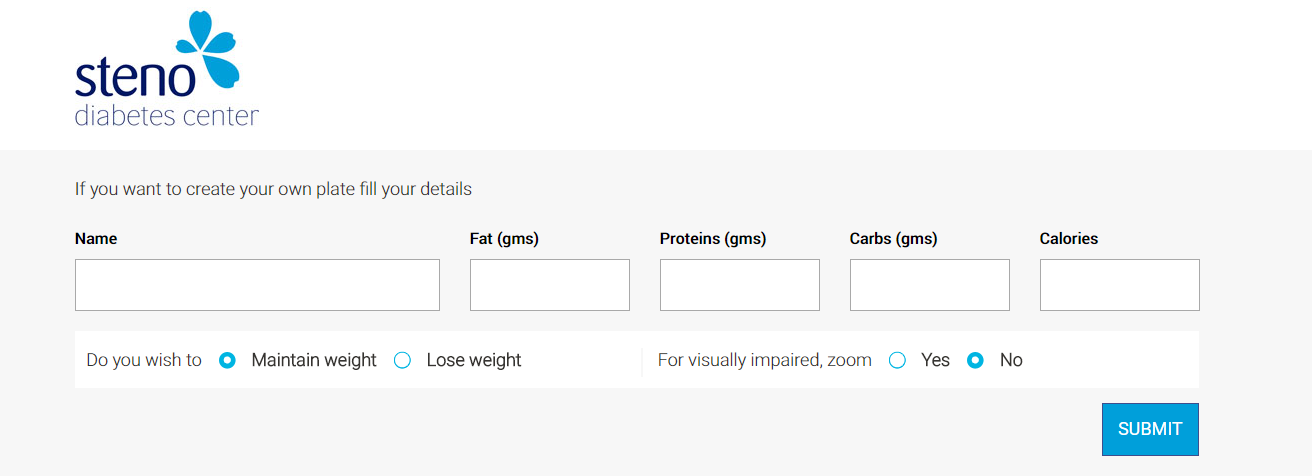 steno
diabetes center
If you want to create your own plate fill your details
Name Fat (gms) Proteins (gms) Carbs (gms) Calories
Do you wish to Maintain weight Lose weight For visually impaired, zoom Yes No
SUBMIT